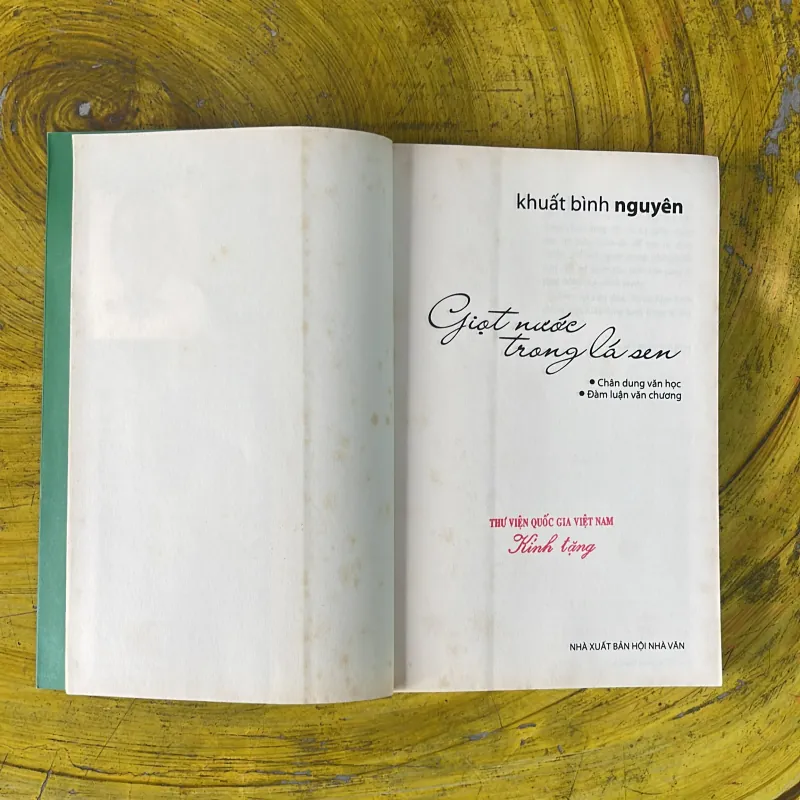 khuất bình nguyên
Giọt nước
trong lá sen
• Chân dung văn học
• Đàm luận văn chương
THƯ VIỆN QUỐC GIA VIỆT NAM
Kính tặng
NHÀ XUẤT BẢN HỘI NHÀ VĂN